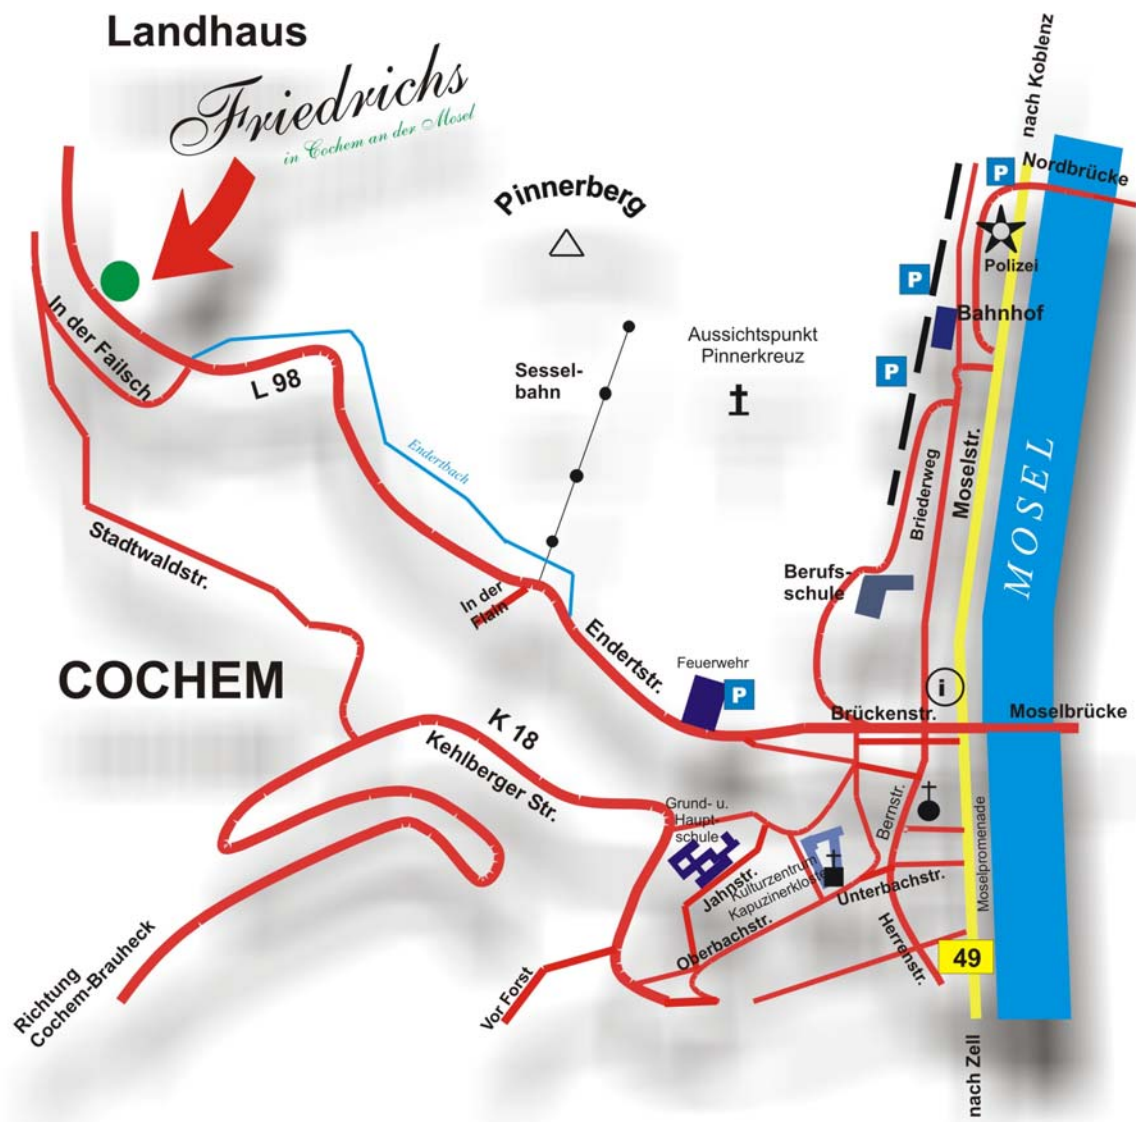 Landhaus
Friedrichs
in Cochem an der Mosel
nach Koblenz
P
Nordbrücke
Pinnerberg
Polizei
P
Bahnhof
In der Failsch
Aussichtspunkt
Pinnerkreuz
Sessel-
bahn
P
L 98
Endertbach
Briederweg
Moselstr.
MOSEL
Stadtwaldstr.
In der
Flain
Berufs-
schule
Endertstr.
COCHEM
Feuerwehr
P
i
Brückenstr.
Moselbrücke
K 18
Kehlberger Str.
Grund- u.
Haupt-
schule
Bernstr.
Moselpromenade
Jahnstr.
Kulturzentrum
Kapuzinerkloster
Unterbachstr.
Oberbachstr.
Herrenstr.
49
Richtung
Cochem-Brauheck
Vor Forst
nach Zell